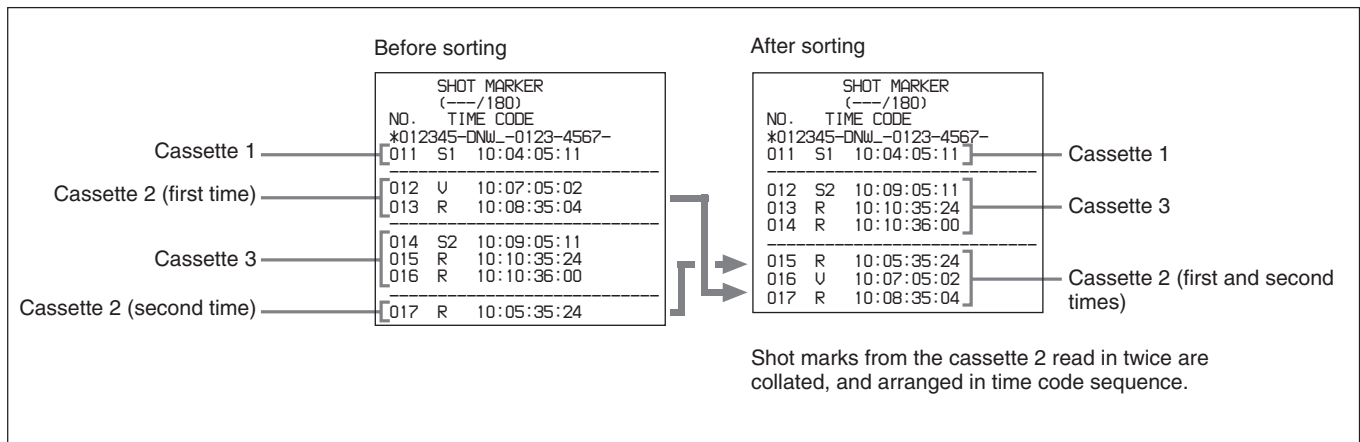 Before sorting
SHOT MARKER
(---/180)
NO. TIME CODE
*012345-DNW_-0123-4567-
011 S1 10:04:05:11
012 V 10:07:05:02
013 R 10:08:35:04
014 S2 10:09:05:11
015 R 10:10:35:24
016 R 10:10:36:00
017 R 10:05:35:24
Cassette 1
Cassette 2 (first time)
Cassette 3
Cassette 2 (second time)
After sorting
SHOT MARKER
(---/180)
NO. TIME CODE
*012345-DNW_-0123-4567-
011 S1 10:04:05:11
012 S2 10:09:05:11
013 R 10:10:35:24
014 R 10:10:36:00
015 R 10:05:35:24
016 V 10:07:05:02
017 R 10:08:35:04
Cassette 1
Cassette 3
Cassette 2 (first and second
times)
Shot marks from the cassette 2 read in twice are
collated, and arranged in time code sequence.